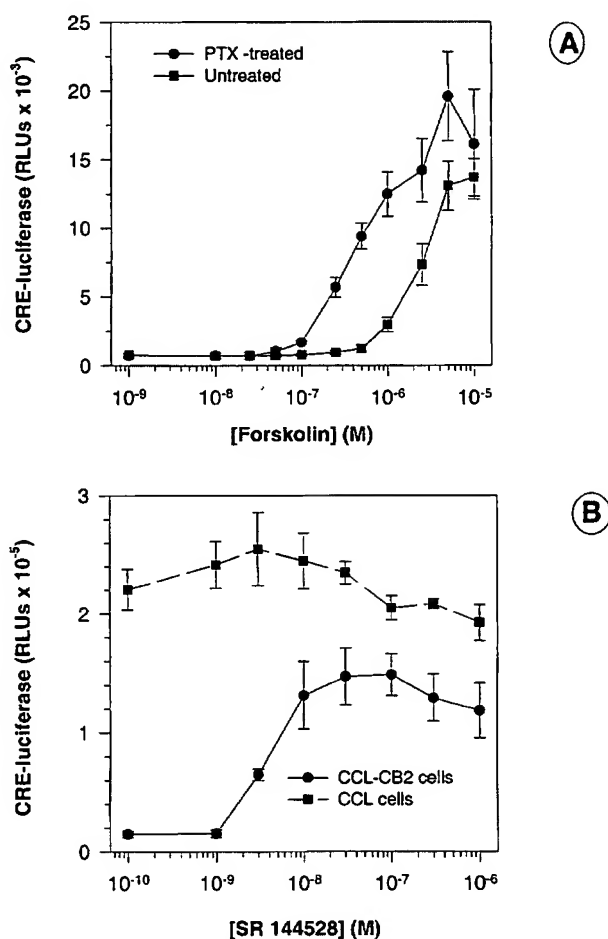 A
25
20
15
10
5
0
CRE-luciferase (RLUs x 10⁻³)
PTX -treated
Untreated
10⁻⁹ 10⁻⁸ 10⁻⁷ 10⁻⁶ 10⁻⁵
[Forskolin] (M)
B
3
2
1
0
CRE-luciferase (RLUs x 10⁻⁵)
CCL-CB2 cells
CCL cells
10⁻¹⁰ 10⁻⁹ 10⁻⁸ 10⁻⁷ 10⁻⁶
[SR 144528] (M)